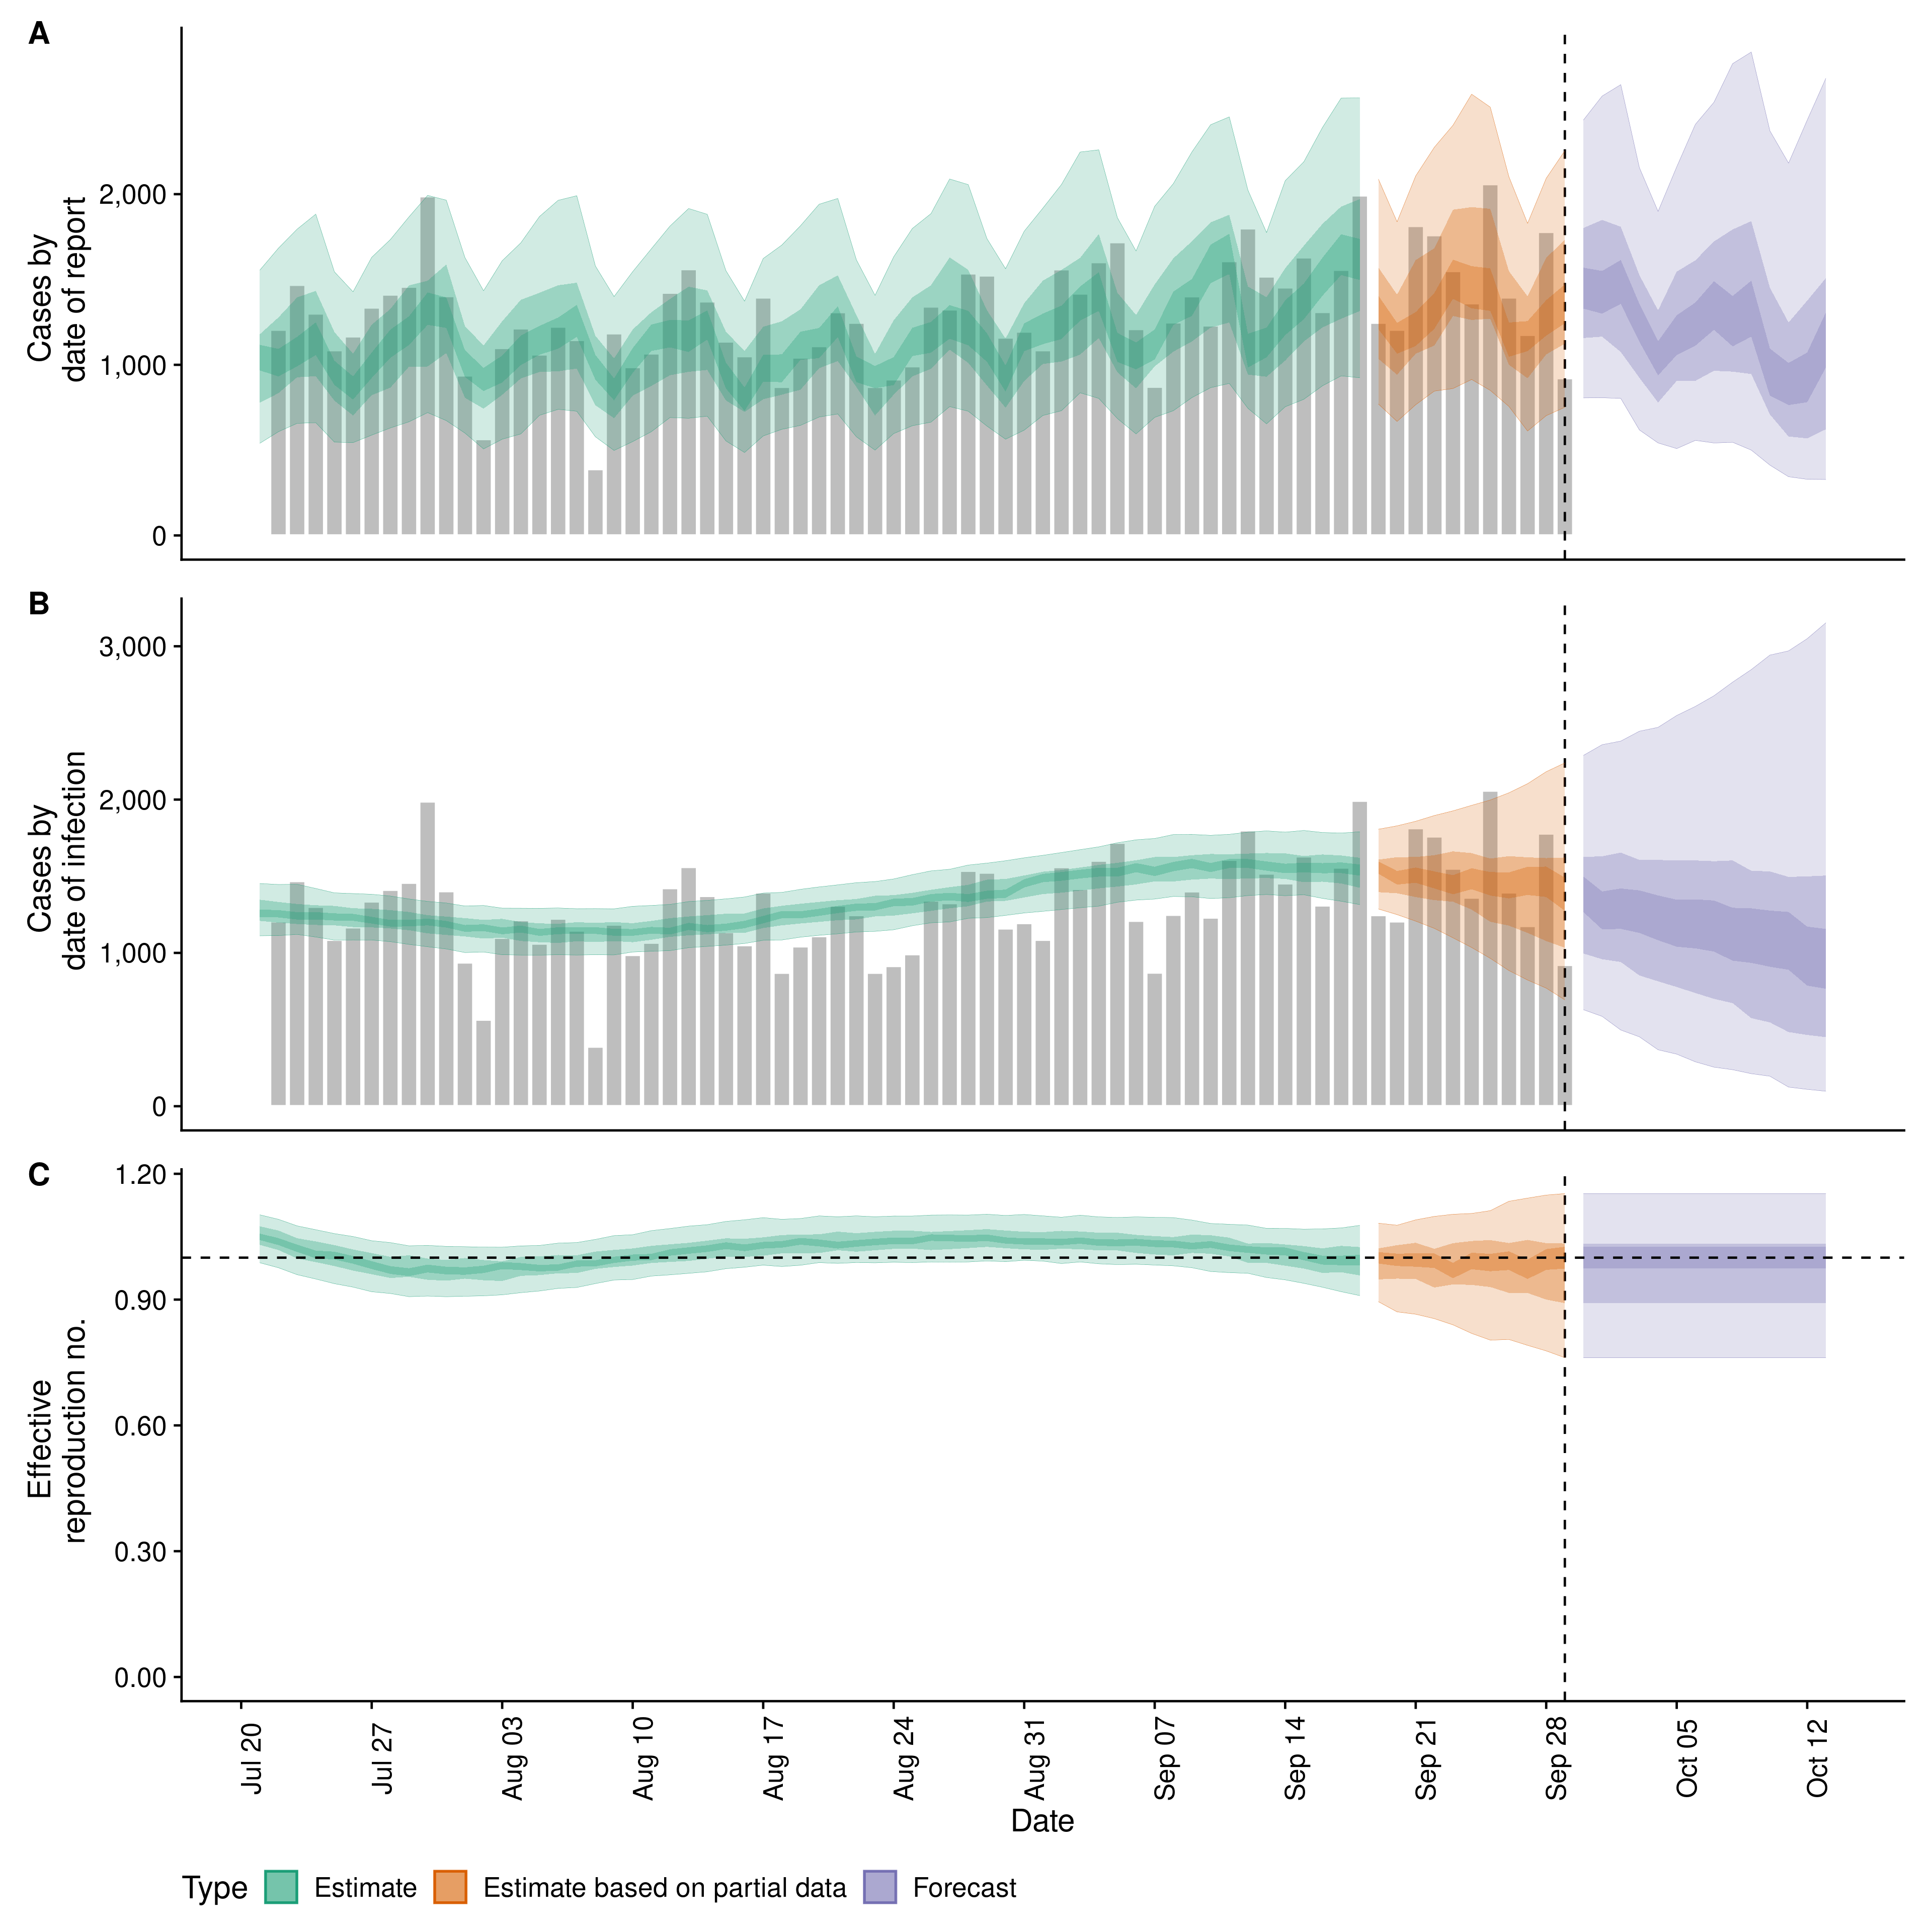 A
Cases by
date of report
2,000
1,000
0
B
Cases by
date of infection
3,000
2,000
1,000
0
C
Effective
reproduction no.
1.20
0.90
0.60
0.30
0.00
Jul 20
Jul 27
Aug 03
Aug 10
Aug 17
Aug 24
Aug 31
Sep 07
Sep 14
Sep 21
Sep 28
Oct 05
Oct 12
Date
Type Estimate Estimate based on partial data Forecast